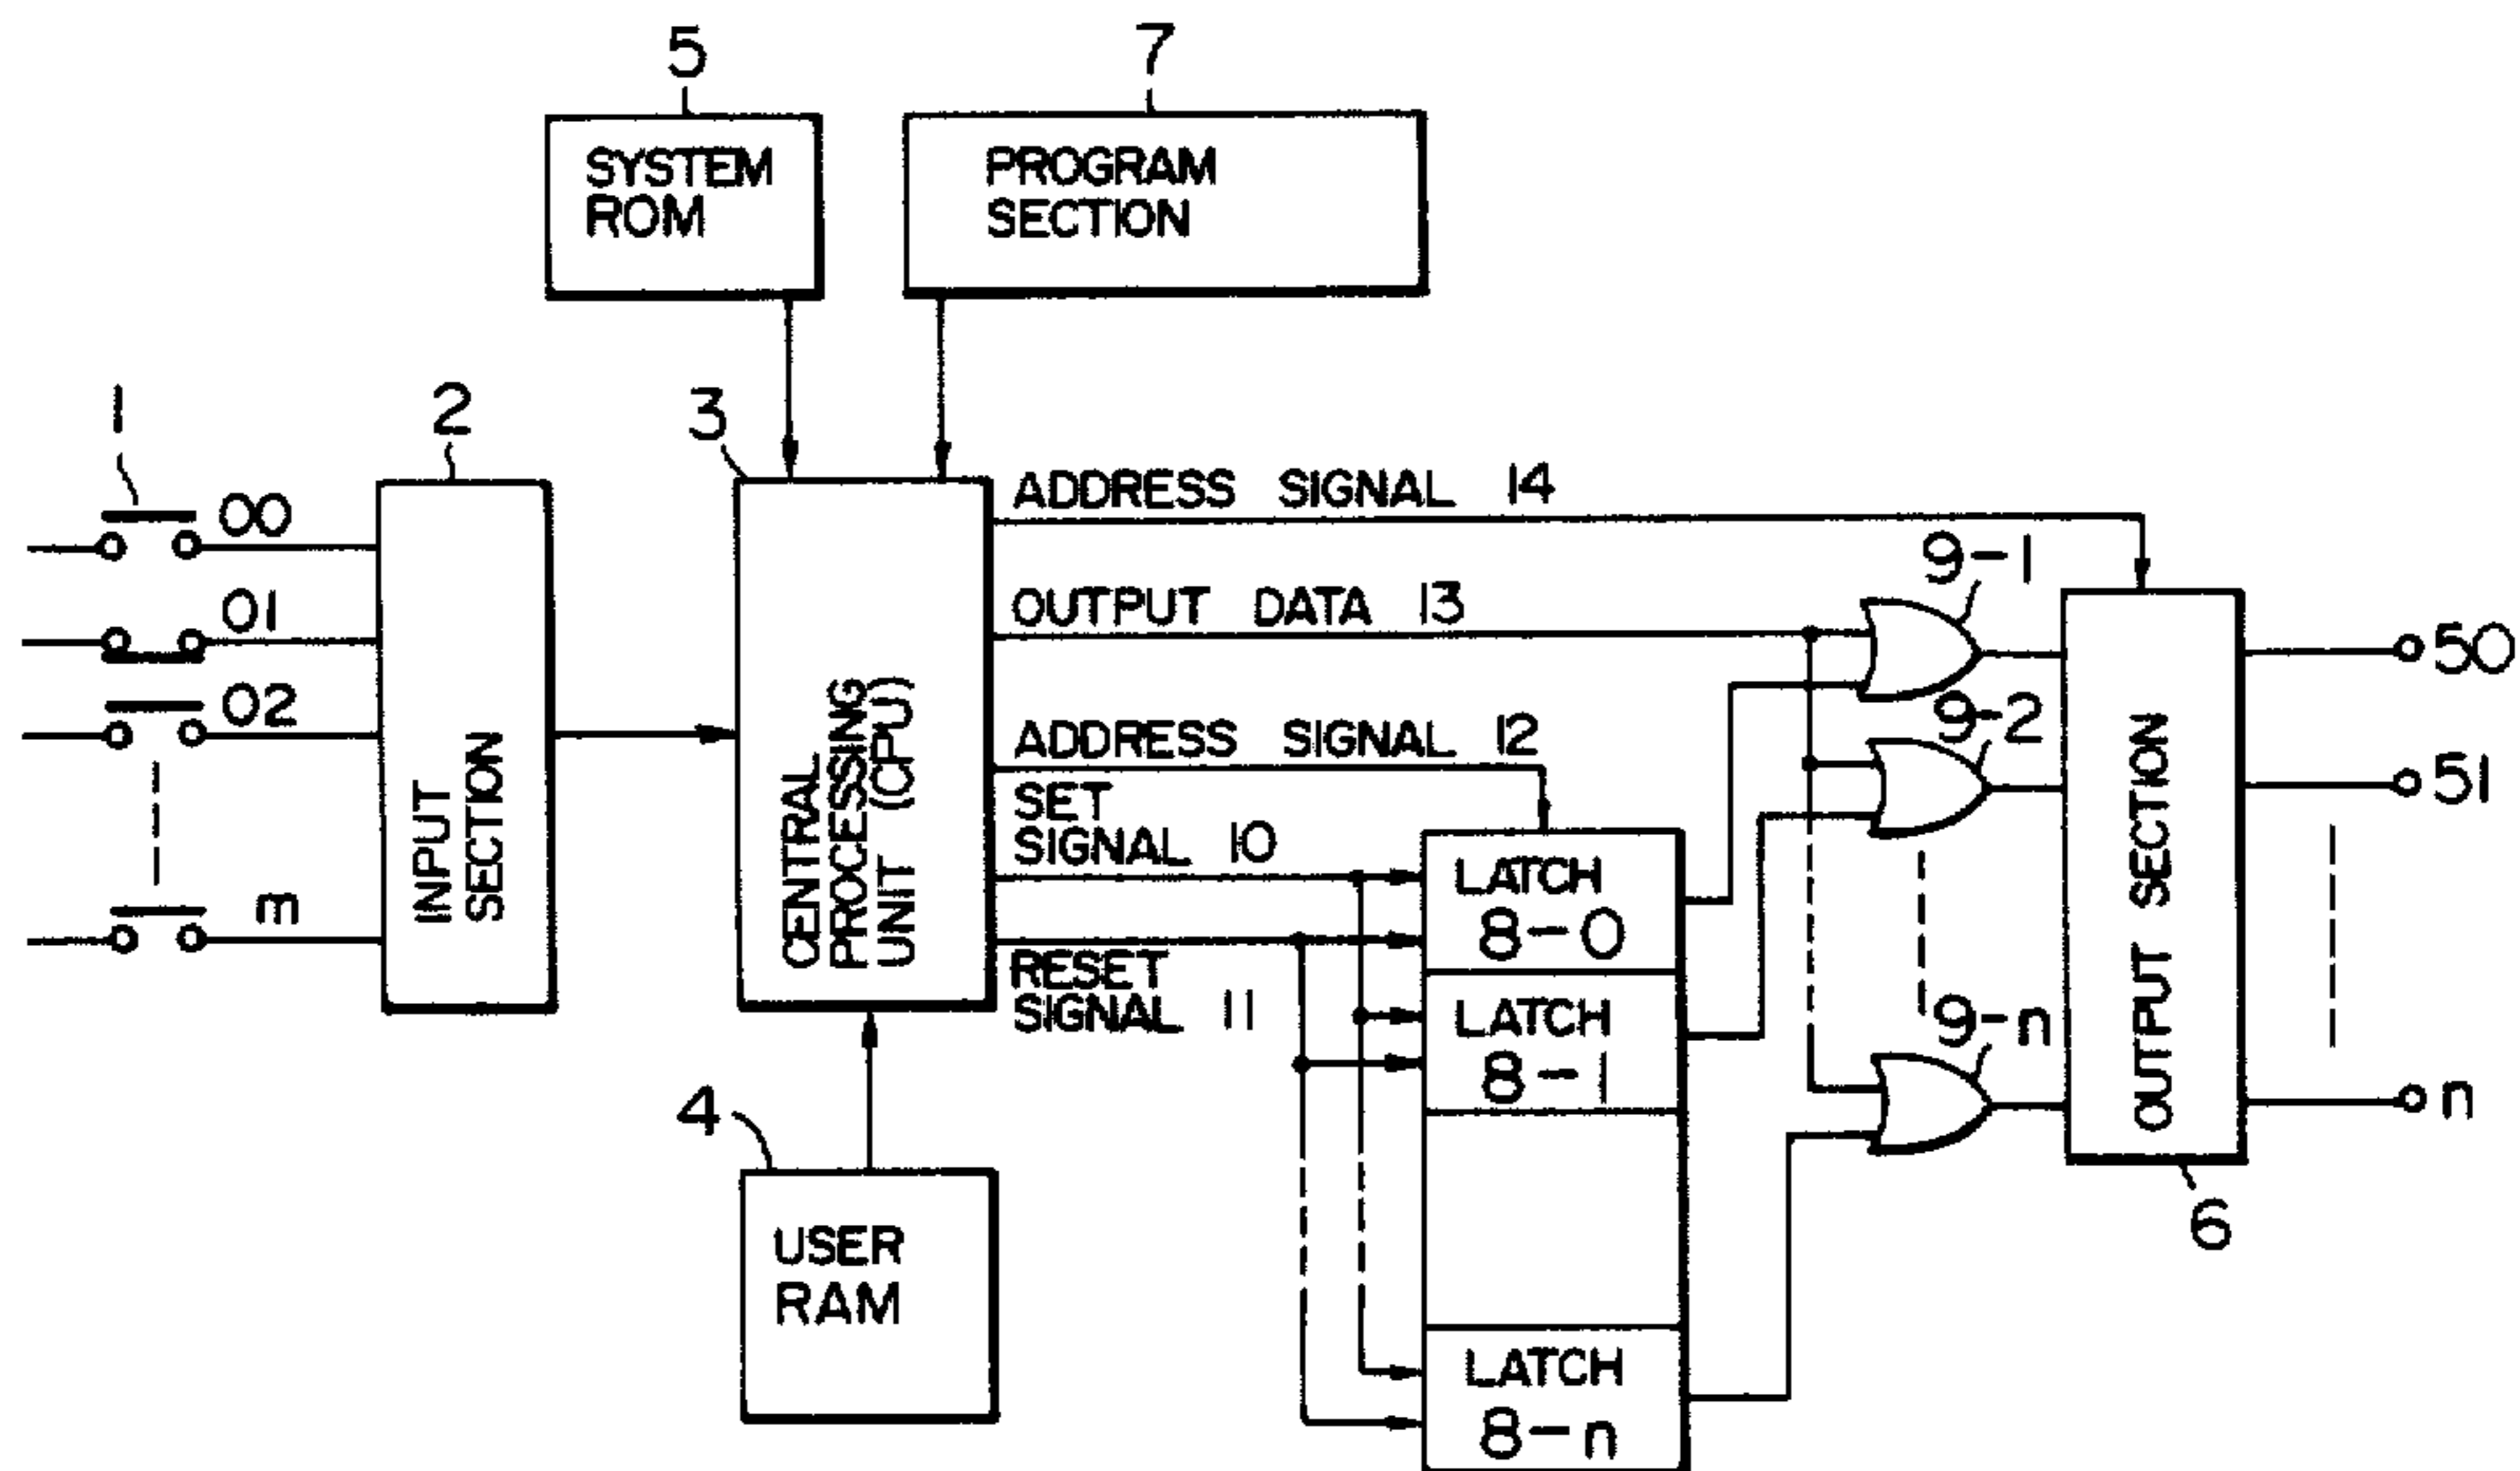 5
7
SYSTEM
ROM
PROGRAM
SECTION
1
2
3
00
01
02
m
INPUT
SECTION
CENTRAL
PROCESSING
UNIT (CPU)
ADDRESS SIGNAL 14
OUTPUT DATA 13
ADDRESS SIGNAL 12
SET
SIGNAL 10
RESET
SIGNAL 11
LATCH
8-0
LATCH
8-1
LATCH
8-n
9-1
9-2
9-n
OUTPUT SECTION
50
51
n
6
4
USER
RAM